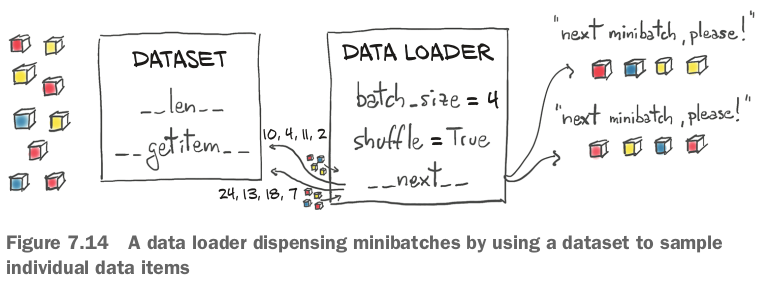 DATASET
__len__
__getitem__
DATA LOADER
batch_size = 4
shuffle = True
__next__
10, 4, 11, 2
24, 13, 18, 7
"next minibatch, please!"
"next minibatch, please!"
Figure 7.14 A data loader dispensing minibatches by using a dataset to sample
individual data items